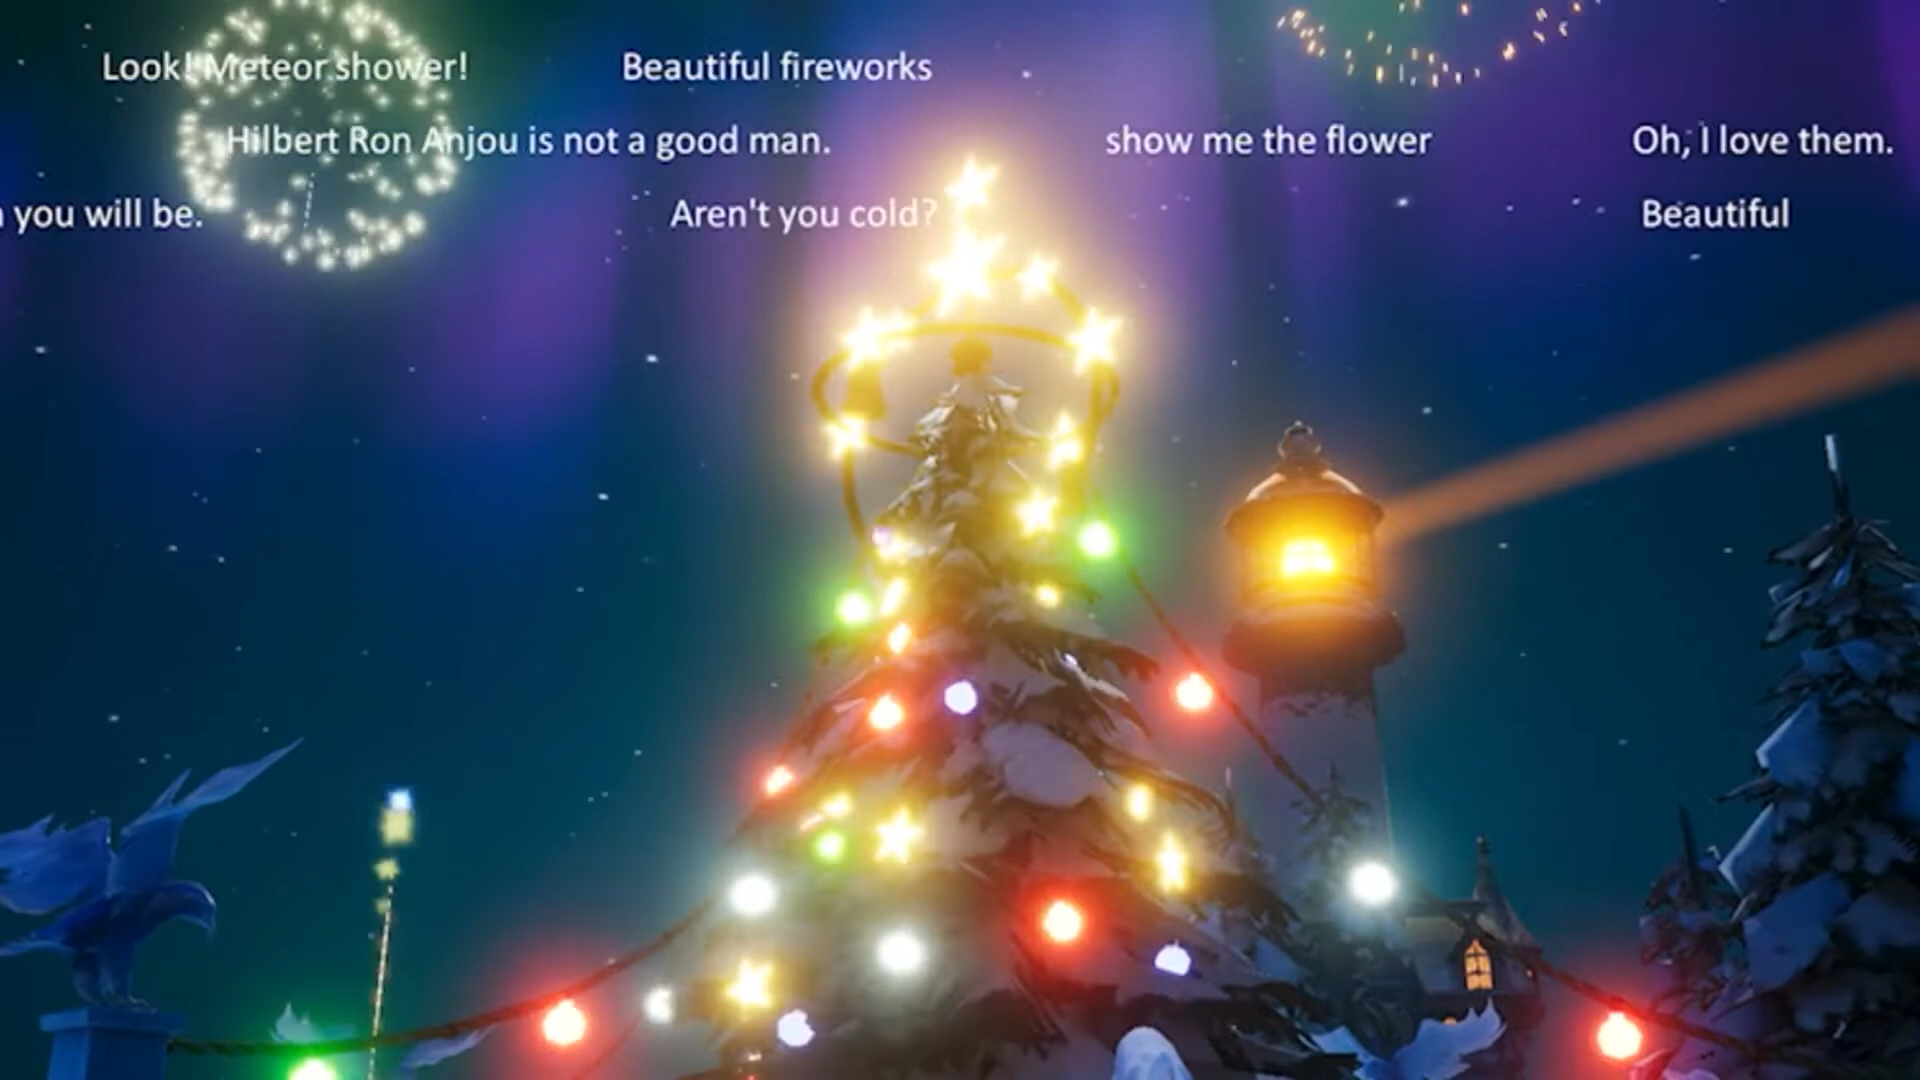 Look! Meteor shower! Beautiful fireworks
Hilbert Ron Anjou is not a good man. show me the flower Oh, I love them.
you will be. Aren't you cold? Beautiful